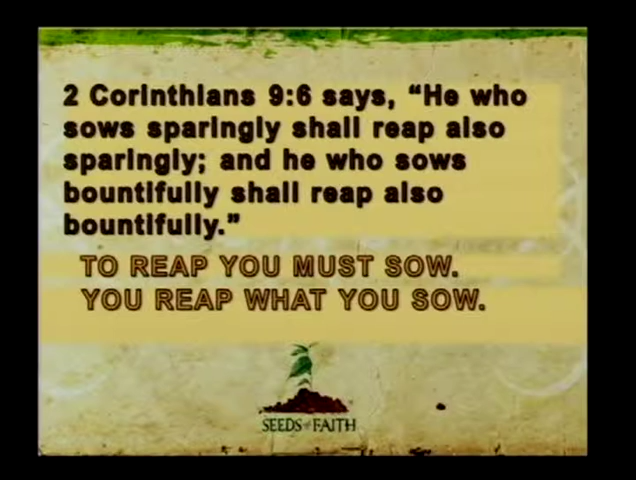 2 Corinthians 9:6 says, “He who
sows sparingly shall reap also
sparingly; and he who sows
bountifully shall reap also
bountifully.”
TO REAP YOU MUST SOW.
YOU REAP WHAT YOU SOW.
SEEDS of FAITH